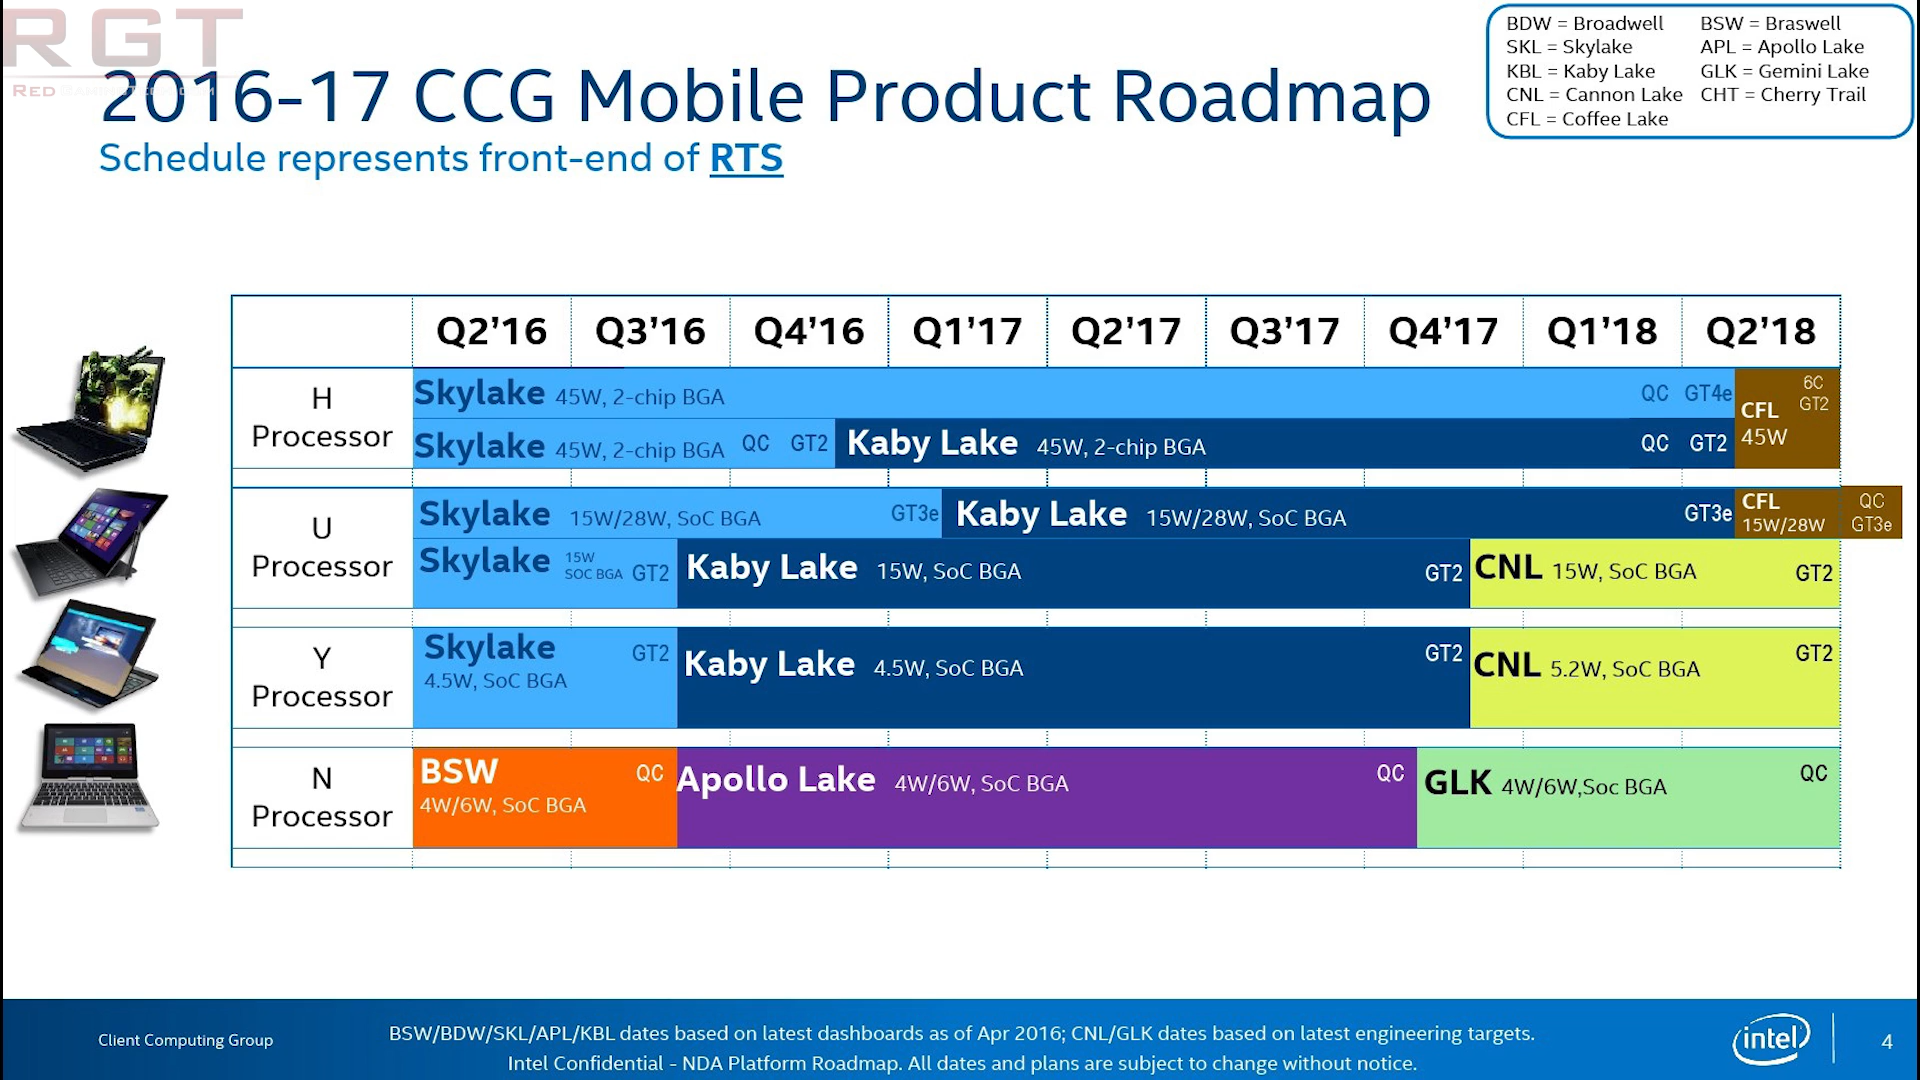 RGT
RED GAMINGTECH.COM
BDW = Broadwell BSW = Braswell
SKL = Skylake APL = Apollo Lake
KBL = Kaby Lake GLK = Gemini Lake
CNL = Cannon Lake CHT = Cherry Trail
CFL = Coffee Lake
2016-17 CCG Mobile Product Roadmap
Schedule represents front-end of RTS
Q2’16 Q3’16 Q4’16 Q1’17 Q2’17 Q3’17 Q4’17 Q1’18 Q2’18
H Processor
Skylake 45W, 2-chip BGA QC GT4e
Skylake 45W, 2-chip BGA QC GT2
Kaby Lake 45W, 2-chip BGA QC GT2
CFL 45W 6C GT2
U Processor
Skylake 15W/28W, SoC BGA GT3e
Kaby Lake 15W/28W, SoC BGA GT3e
CFL 15W/28W QC GT3e
Skylake 15W SOC BGA GT2
Kaby Lake 15W, SoC BGA GT2
CNL 15W, SoC BGA GT2
Y Processor
Skylake 4.5W, SoC BGA GT2
Kaby Lake 4.5W, SoC BGA GT2
CNL 5.2W, SoC BGA GT2
N Processor
BSW 4W/6W, SoC BGA QC
Apollo Lake 4W/6W, SoC BGA QC
GLK 4W/6W,Soc BGA QC
Client Computing Group
BSW/BDW/SKL/APL/KBL dates based on latest dashboards as of Apr 2016; CNL/GLK dates based on latest engineering targets.
Intel Confidential - NDA Platform Roadmap. All dates and plans are subject to change without notice.
intel
4